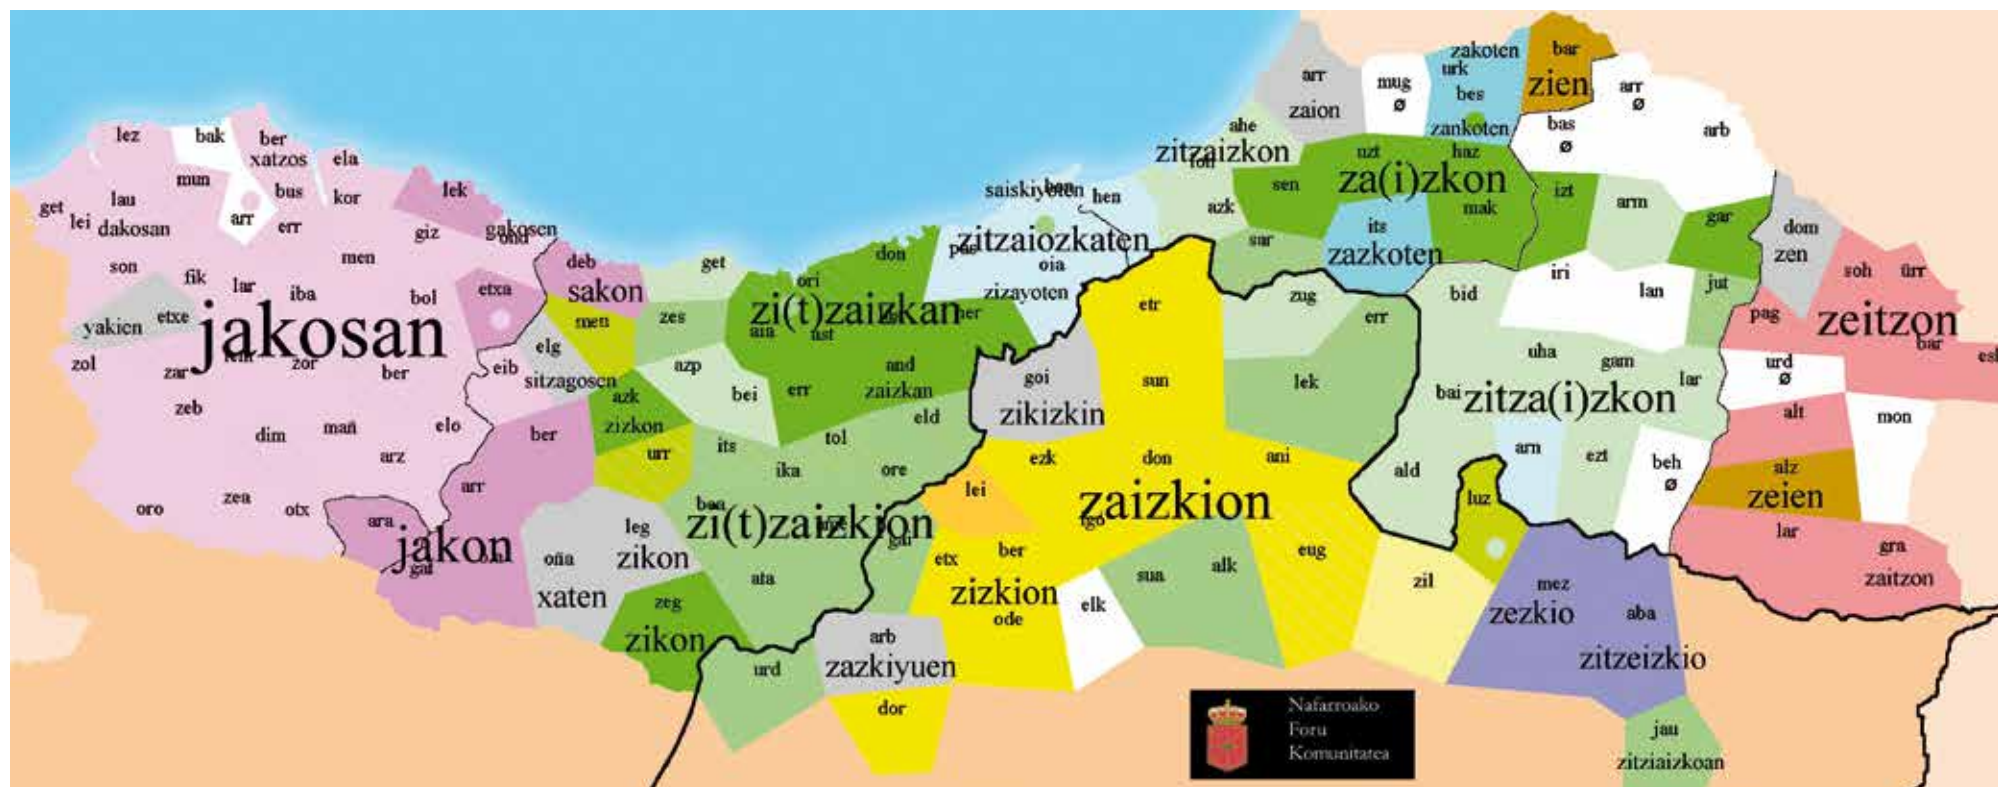 lez
bak
ber
xatzos
ela
mun
bus
kor
lek
get
lau
lei
dakosan
arr
err
giz
gakosen
ond
men
son
fik
lar
iba
bol
etxa
yakien
etxe
jakosan
zol
zar
zor
ber
eib
zeb
dim
mañ
elo
arz
oro
zea
otx
ara
jakon
deb
sakon
get
men
zes
elg
sitzagosen
azp
azk
bei
zizkon
ber
urr
its
arr
leg
zikon
oña
xaten
zeg
zikon
ata
zi(t)zaizkion
ika
tol
ore
eld
ori
don
zi(t)zaizkan
aia
ast
and
err
zaizkan
her
saiskiyoten
hen
zitzaiozkaten
oia
zizayoten
ahe
zitzaizkon
azk
sar
arr
zaion
mug
ø
zakoten
urk
bes
zankoten
bar
zien
arr
ø
bas
ø
arb
uzt
haz
sen
za(i)zkon
mak
its
zazkoten
izt
arm
gar
dom
zen
soh
ürr
zeitzon
pag
bar
iri
lan
jut
bid
uha
gam
lar
bai
zitza(i)zkon
urd
ø
alt
mon
alz
zeien
lar
gra
zaitzon
arn
ezt
beh
ø
ald
luz
etr
zug
err
sun
lek
goi
zikizkin
ezk
don
ani
lei
zaizkion
etx
ber
zizkion
ode
elk
sua
alk
eug
zil
mez
zezkio
aba
zitzeizkio
jau
zitziaizkoan
urd
arb
zazkiyuen
dor
Nafarroako
Foru
Komunitatea